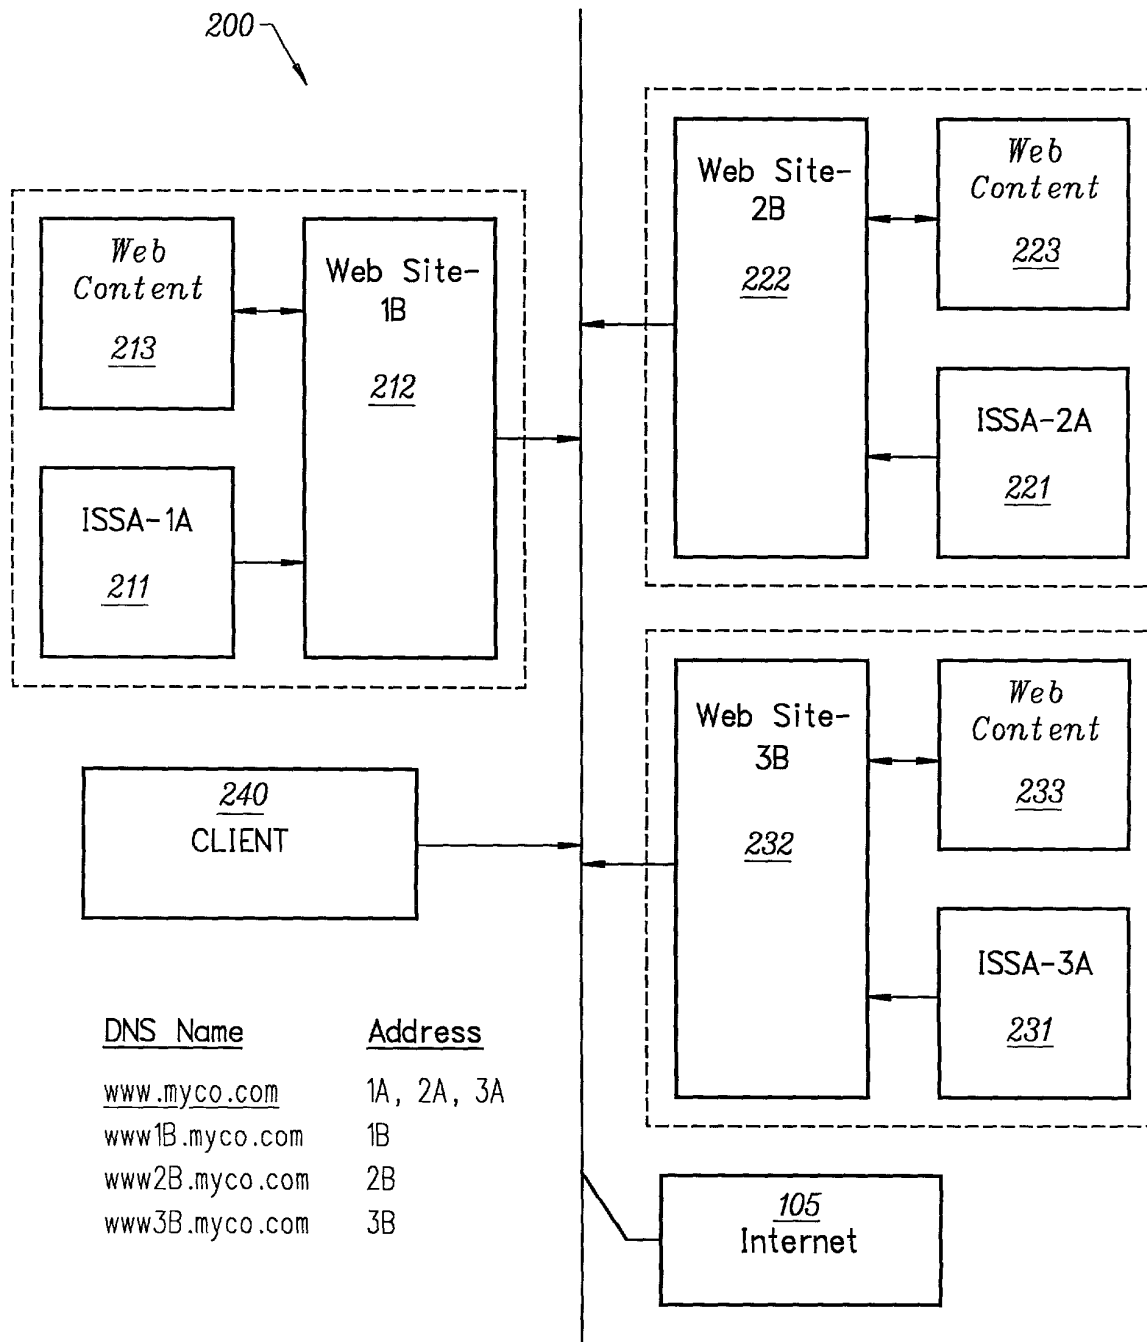 200
Web
Content
213
Web Site-
1B
212
ISSA-1A
211
Web Site-
2B
222
Web
Content
223
ISSA-2A
221
Web Site-
3B
232
Web
Content
233
ISSA-3A
231
240
CLIENT
DNS Name Address
www.myco.com 1A, 2A, 3A
www1B.myco.com 1B
www2B.myco.com 2B
www3B.myco.com 3B
105
Internet